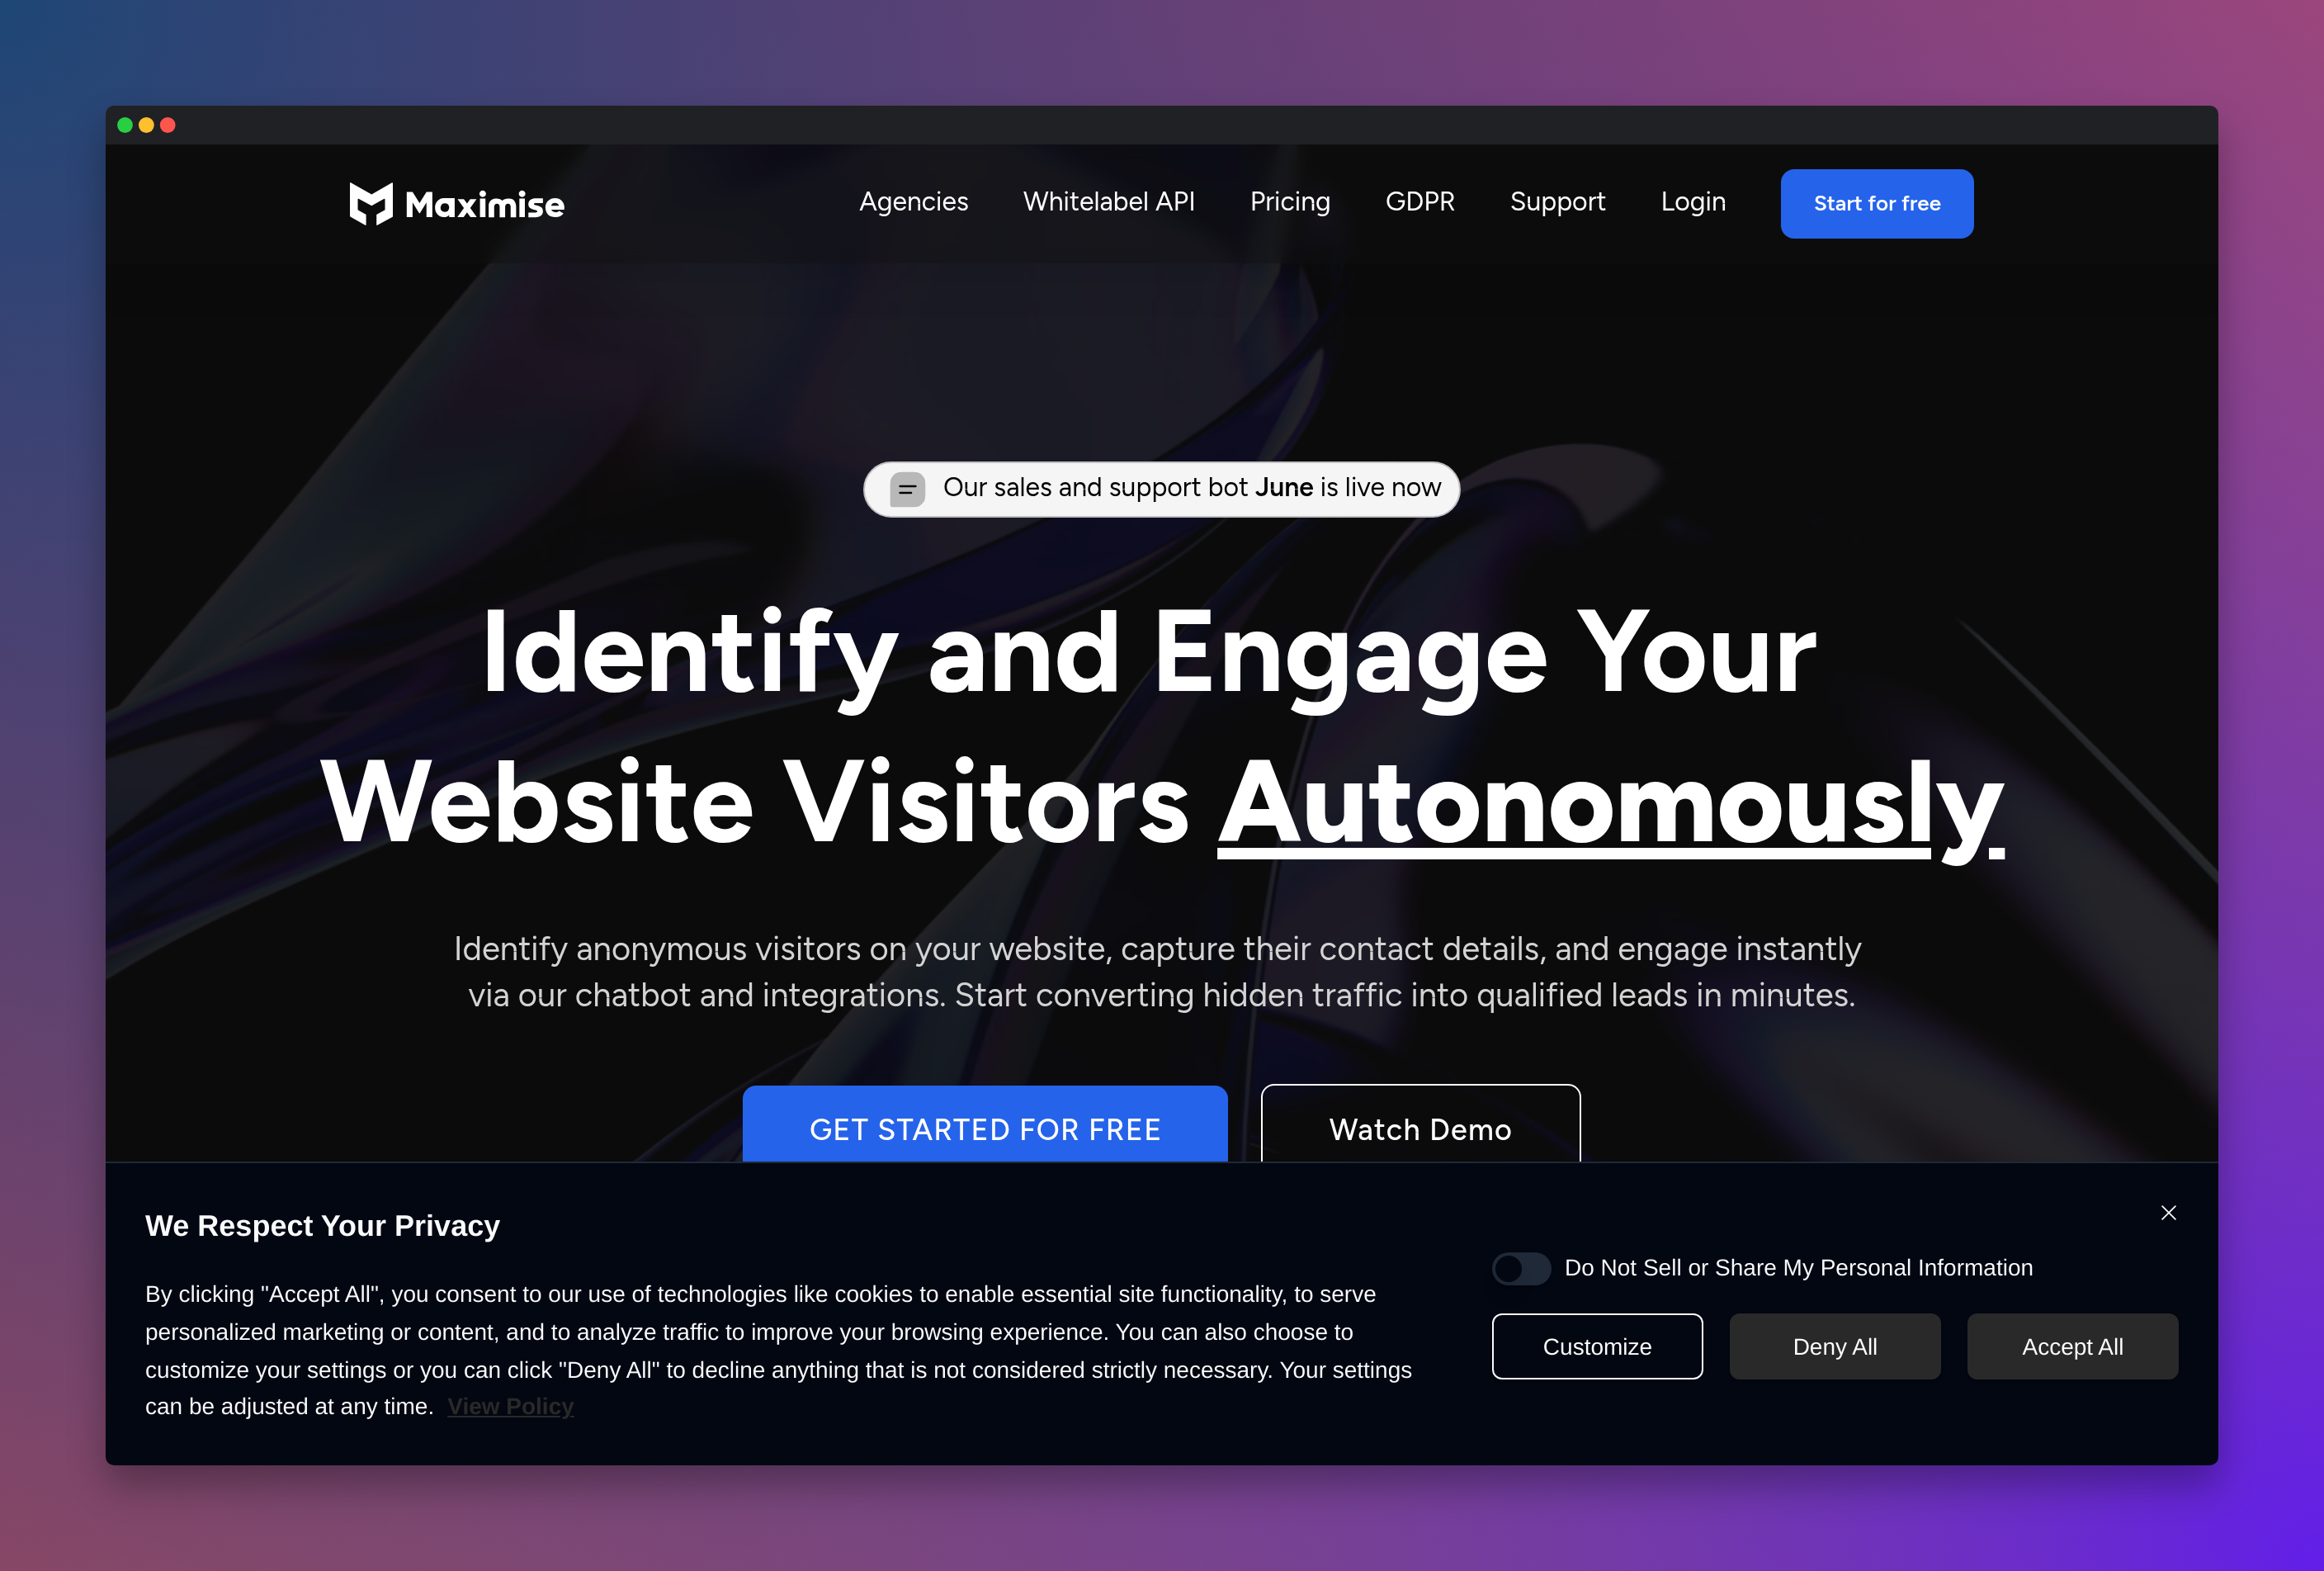 Maximise
Agencies
Whitelabel API
Pricing
GDPR
Support
Login
Start for free
Our sales and support bot June is live now
Identify and Engage Your
Website Visitors Autonomously
Identify anonymous visitors on your website, capture their contact details, and engage instantly
via our chatbot and integrations. Start converting hidden traffic into qualified leads in minutes.
GET STARTED FOR FREE
Watch Demo
We Respect Your Privacy
By clicking "Accept All", you consent to our use of technologies like cookies to enable essential site functionality, to serve
personalized marketing or content, and to analyze traffic to improve your browsing experience. You can also choose to
customize your settings or you can click "Deny All" to decline anything that is not considered strictly necessary. Your settings
can be adjusted at any time. View Policy
Do Not Sell or Share My Personal Information
Customize
Deny All
Accept All